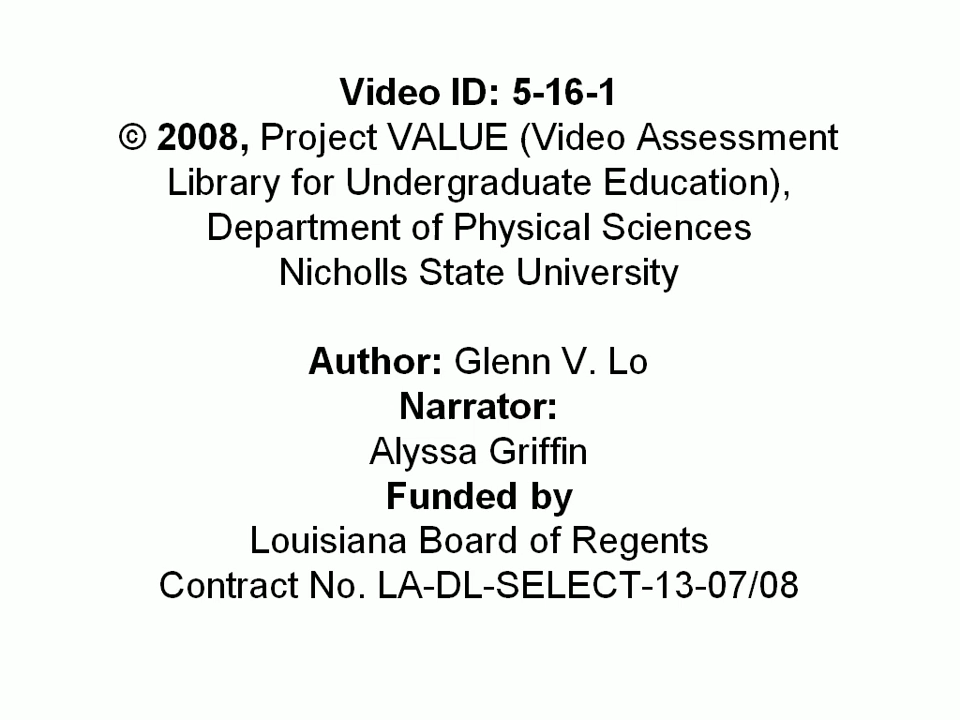 Video ID: 5-16-1
© 2008, Project VALUE (Video Assessment
Library for Undergraduate Education),
Department of Physical Sciences
Nicholls State University
Author: Glenn V. Lo
Narrator:
Alyssa Griffin
Funded by
Louisiana Board of Regents
Contract No. LA-DL-SELECT-13-07/08